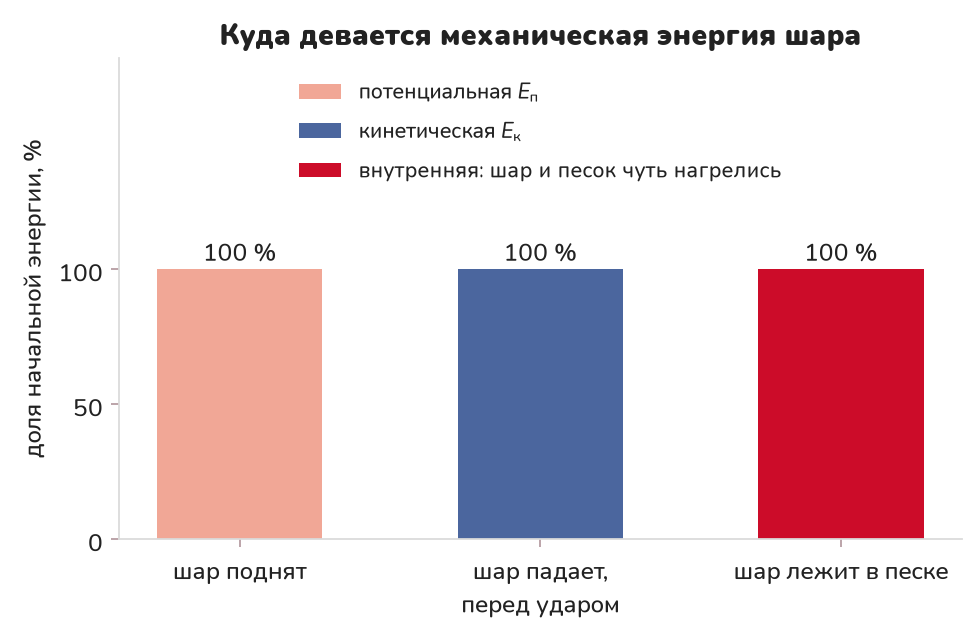 Куда девается механическая энергия шара
потенциальная Eп
кинетическая Eк
внутренняя: шар и песок чуть нагрелись
доля начальной энергии, %
100
50
0
100 %
100 %
100 %
шар поднят
шар падает,
перед ударом
шар лежит в песке